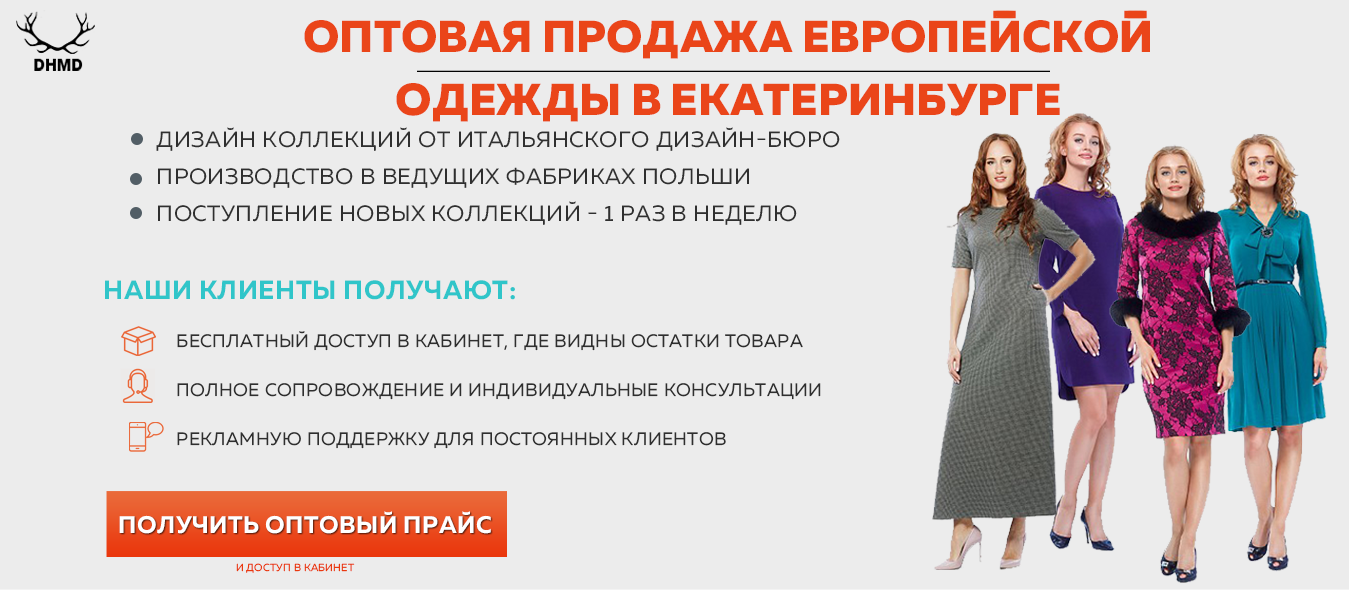 DHMD
ОПТОВАЯ ПРОДАЖА ЕВРОПЕЙСКОЙ
ОДЕЖДЫ В ЕКАТЕРИНБУРГЕ
ДИЗАЙН КОЛЛЕКЦИЙ ОТ ИТАЛЬЯНСКОГО ДИЗАЙН-БЮРО
ПРОИЗВОДСТВО В ВЕДУЩИХ ФАБРИКАХ ПОЛЬШИ
ПОСТУПЛЕНИЕ НОВЫХ КОЛЛЕКЦИЙ - 1 РАЗ В НЕДЕЛЮ
НАШИ КЛИЕНТЫ ПОЛУЧАЮТ:
БЕСПЛАТНЫЙ ДОСТУП В КАБИНЕТ, ГДЕ ВИДНЫ ОСТАТКИ ТОВАРА
ПОЛНОЕ СОПРОВОЖДЕНИЕ И ИНДИВИДУАЛЬНЫЕ КОНСУЛЬТАЦИИ
РЕКЛАМНУЮ ПОДДЕРЖКУ ДЛЯ ПОСТОЯННЫХ КЛИЕНТОВ
ПОЛУЧИТЬ ОПТОВЫЙ ПРАЙС
И ДОСТУП В КАБИНЕТ